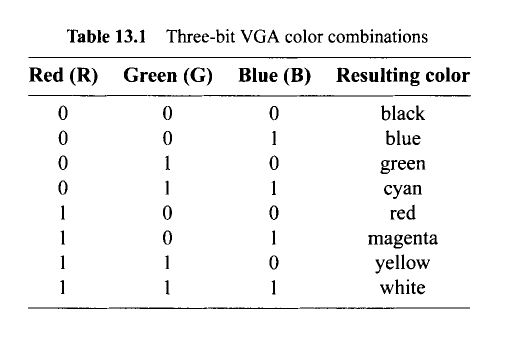 Table 13.1 Three-bit VGA color combinations
Red (R) Green (G) Blue (B) Resulting color
0 0 0 black
0 0 1 blue
0 1 0 green
0 1 1 cyan
1 0 0 red
1 0 1 magenta
1 1 0 yellow
1 1 1 white